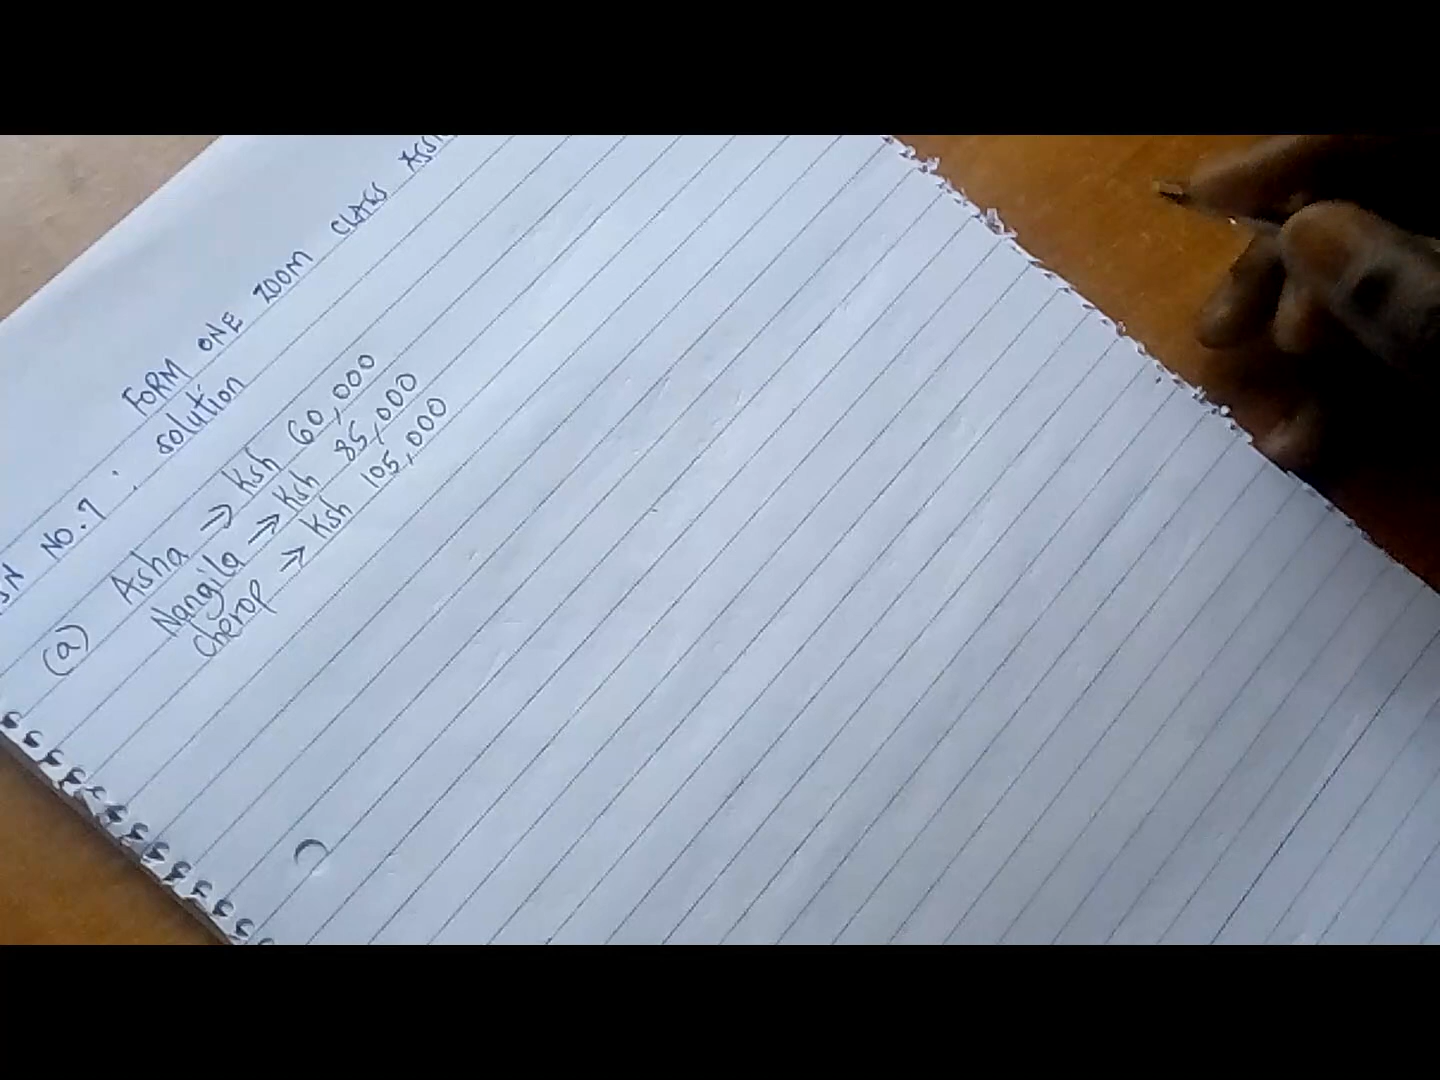 FORM ONE ZOOM CLASS
NO.7: solution
(a) Asha → Ksh 60,000
Nangila → Ksh 85,000
Cherop → Ksh 105,000